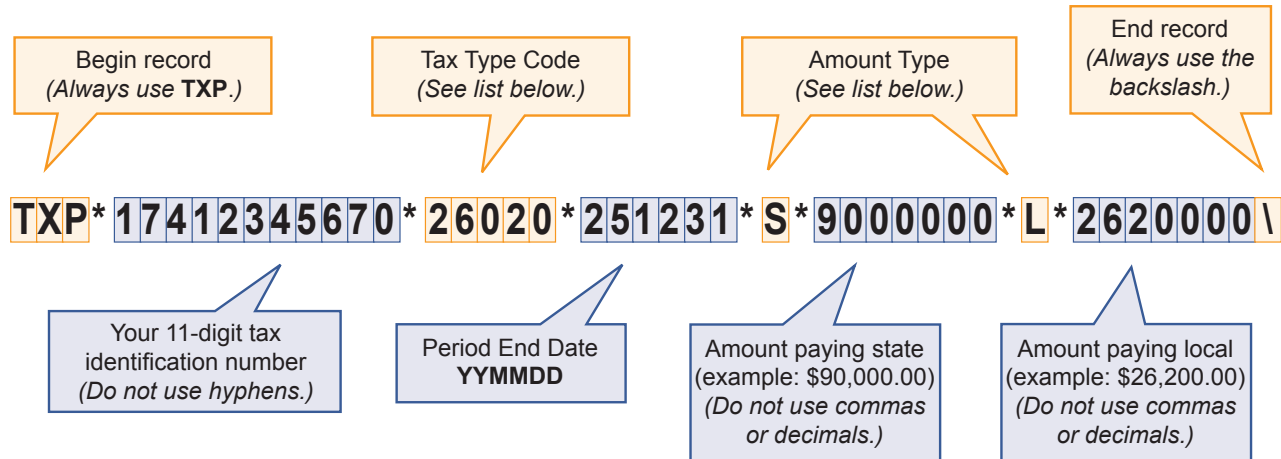 Begin record
(Always use TXP.)
Tax Type Code
(See list below.)
Amount Type
(See list below.)
End record
(Always use the
backslash.)
TXP*17412345670*26020*251231*S*9000000*L*2620000\
Your 11-digit tax
identification number
(Do not use hyphens.)
Period End Date
YYMMDD
Amount paying state
(example: $90,000.00)
(Do not use commas
or decimals.)
Amount paying local
(example: $26,200.00)
(Do not use commas
or decimals.)